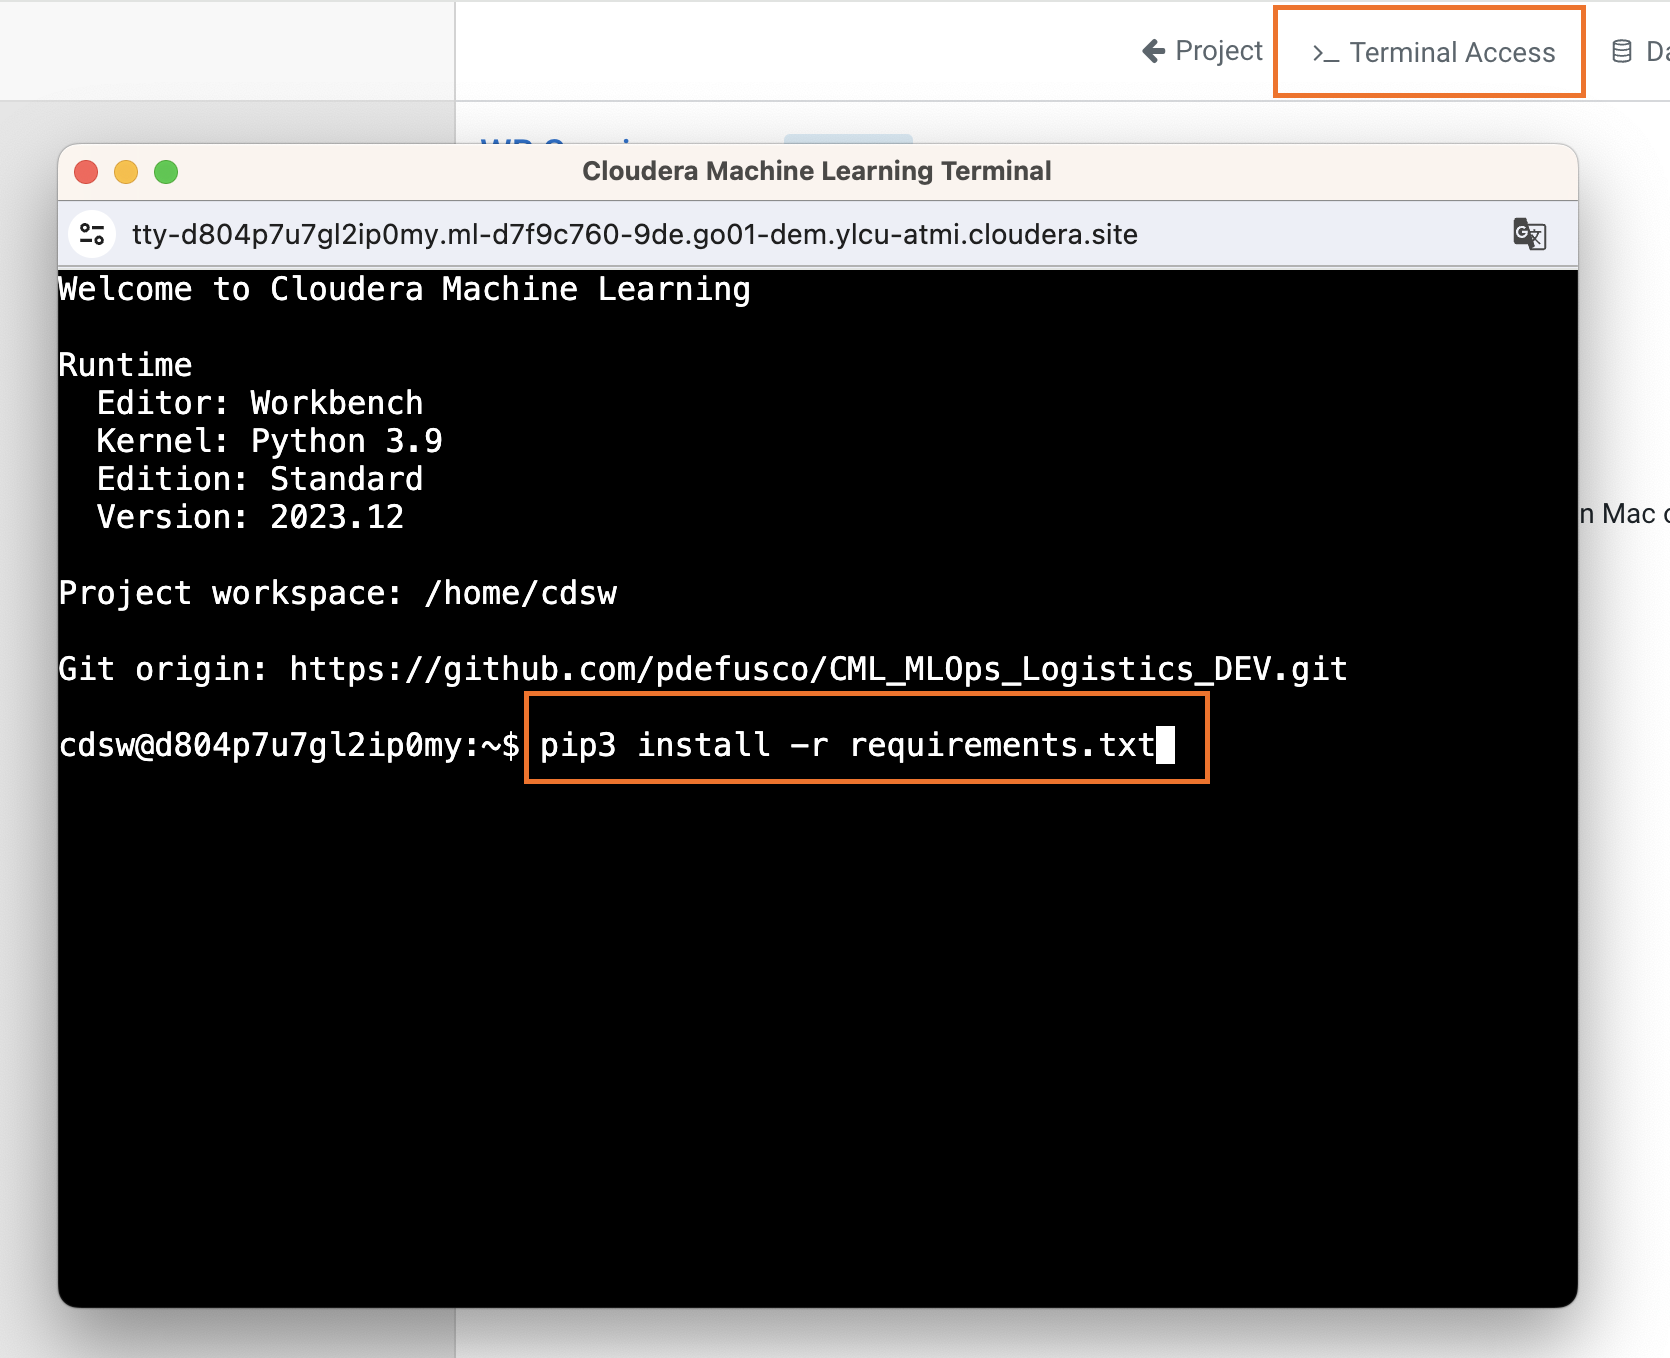 Project
>_ Terminal Access
Cloudera Machine Learning Terminal
tty-d804p7u7gl2ip0my.ml-d7f9c760-9de.go01-dem.ylcu-atmi.cloudera.site
Welcome to Cloudera Machine Learning
Runtime
Editor: Workbench
Kernel: Python 3.9
Edition: Standard
Version: 2023.12
n Mac
Project workspace: /home/cdsw
Git origin: https://github.com/pdefusco/CML_MLOps_Logistics_DEV.git
cdsw@d804p7u7gl2ip0my:~$ pip3 install -r requirements.txt